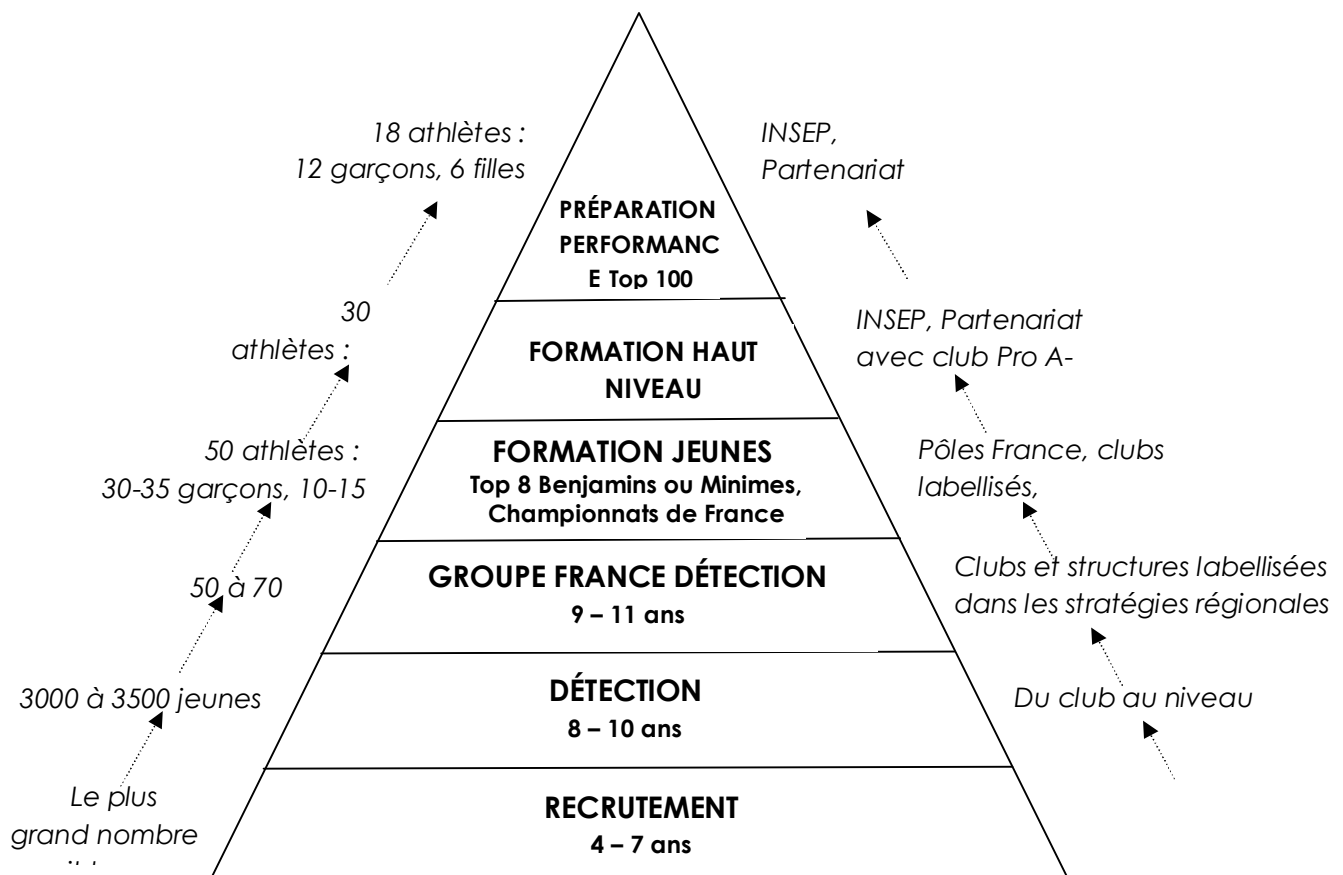 18 athlètes :
12 garçons, 6 filles
INSEP,
Partenariat
PRÉPARATION
PERFORMANC
E Top 100
30
athlètes :
INSEP, Partenariat
avec club Pro A-
FORMATION HAUT
NIVEAU
50 athlètes :
30-35 garçons, 10-15
FORMATION JEUNES
Top 8 Benjamins ou Minimes,
Championnats de France
Pôles France, clubs
labellisés,
50 à 70
GROUPE FRANCE DÉTECTION
9 – 11 ans
Clubs et structures labellisées
dans les stratégies régionales
3000 à 3500 jeunes
DÉTECTION
8 – 10 ans
Du club au niveau
Le plus
grand nombre
RECRUTEMENT
4 – 7 ans